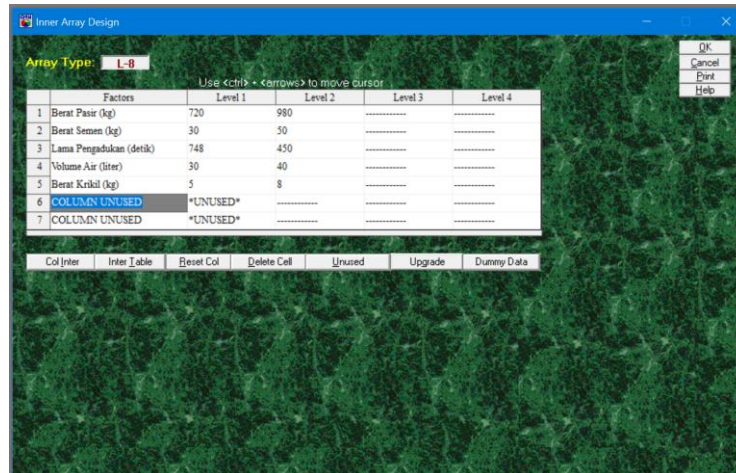 Inner Array Design
Array Type: L-8
Use <ctrl> + <arrows> to move cursor
OK
Cancel
Print
Help
Factors Level 1 Level 2 Level 3 Level 4
1 Berat Pasir (kg) 720 980 ------------ ------------
2 Berat Semen (kg) 30 50 ------------ ------------
3 Lama Pengadukan (detik) 748 450 ------------ ------------
4 Volume Air (liter) 30 40 ------------ ------------
5 Berat Krikil (kg) 5 8 ------------ ------------
6 COLUMN UNUSED *UNUSED* ------------ ------------ ------------
7 COLUMN UNUSED *UNUSED* ------------ ------------ ------------
Col Inter Inter Table Reset Col Delete Cell Unused Upgrade Dummy Data